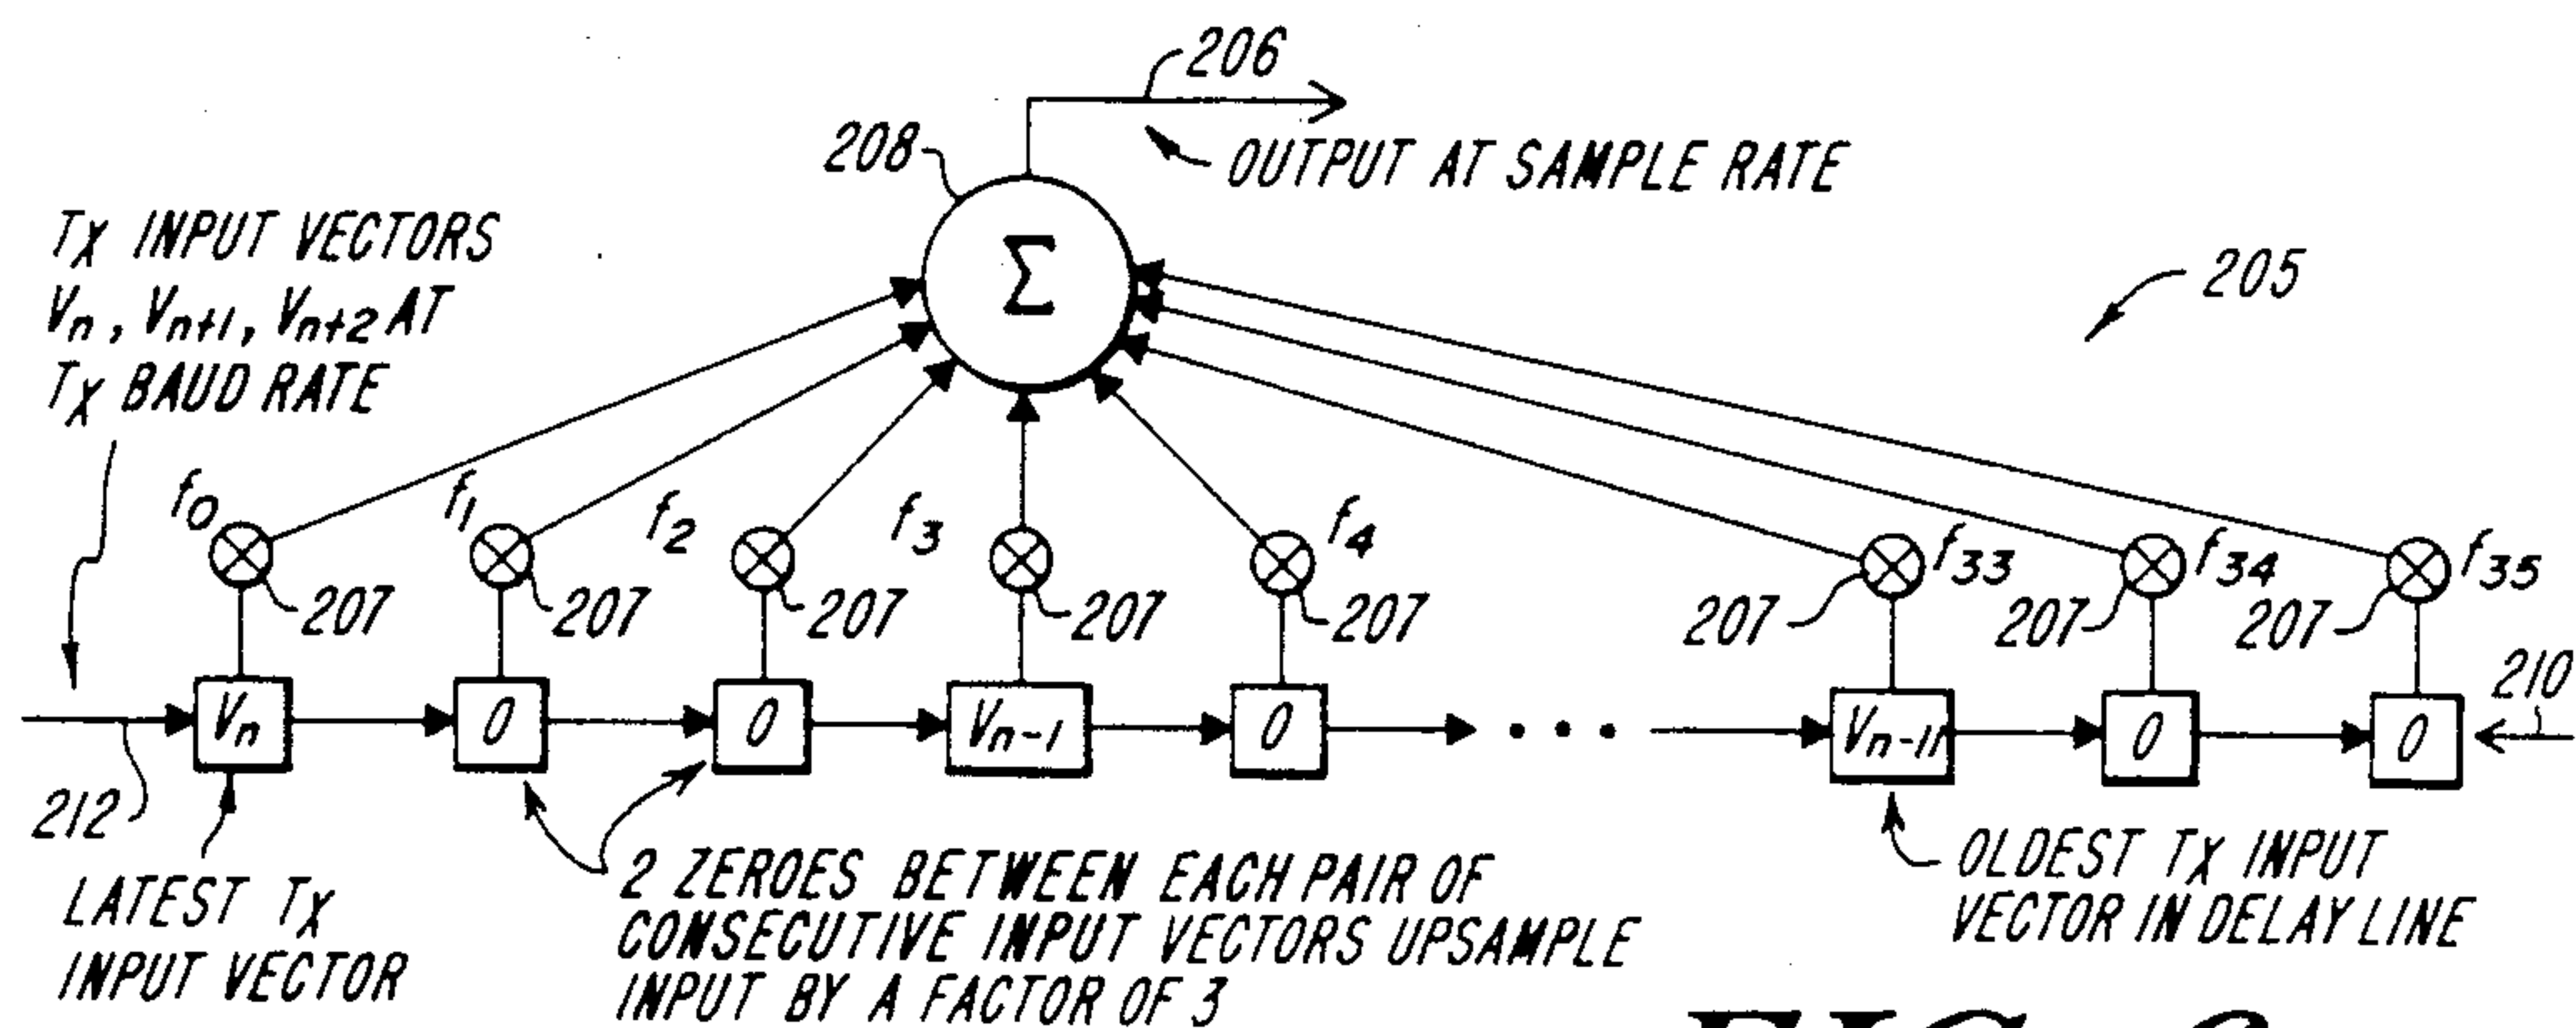 206
208
OUTPUT AT SAMPLE RATE
TX INPUT VECTORS
Vn, Vn+1, Vn+2 AT
TX BAUD RATE
Σ
205
f0 f1 f2 f3 f4 f33 f34 f35
207 207 207 207 207 207 207 207
210
Vn 0 0 Vn-1 0 • • • Vn-11 0 0
212
LATEST TX
INPUT VECTOR
2 ZEROES BETWEEN EACH PAIR OF
CONSECUTIVE INPUT VECTORS UPSAMPLE
INPUT BY A FACTOR OF 3
OLDEST TX INPUT
VECTOR IN DELAY LINE